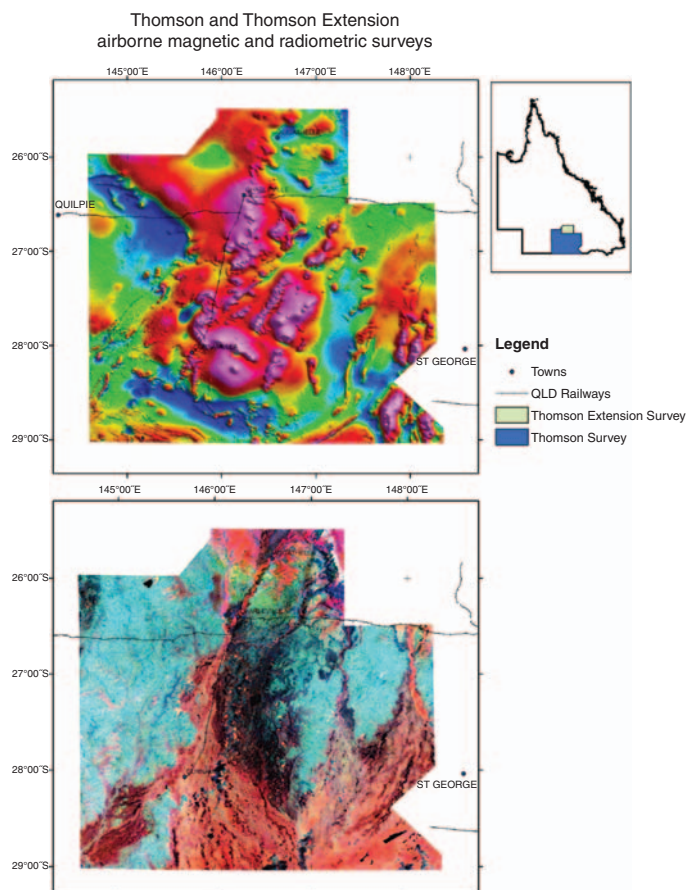 Thomson and Thomson Extension
airborne magnetic and radiometric surveys
145°00˝E 146°00˝E 147°00˝E 148°00˝E
26°00˝S
QUILPIE
27°00˝S
28°00˝S
ST GEORGE
29°00˝S
Legend
Towns
QLD Railways
Thomson Extension Survey
Thomson Survey
145°00˝E 146°00˝E 147°00˝E 148°00˝E
26°00˝S
27°00˝S
28°00˝S
ST GEORGE
29°00˝S